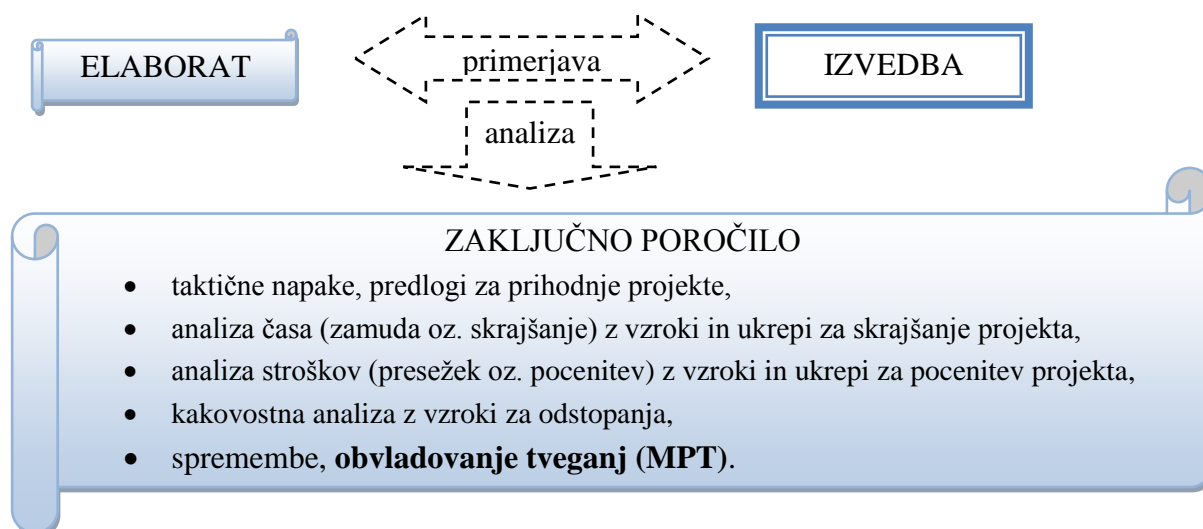 ELABORAT
primerjava
IZVEDBA
analiza
ZAKLJUČNO POROČILO
• taktične napake, predlogi za prihodnje projekte,
• analiza časa (zamuda oz. skrajšanje) z vzroki in ukrepi za skrajšanje projekta,
• analiza stroškov (presežek oz. pocenitev) z vzroki in ukrepi za pocenitev projekta,
• kakovostna analiza z vzroki za odstopanja,
• spremembe, obvladovanje tveganj (MPT).